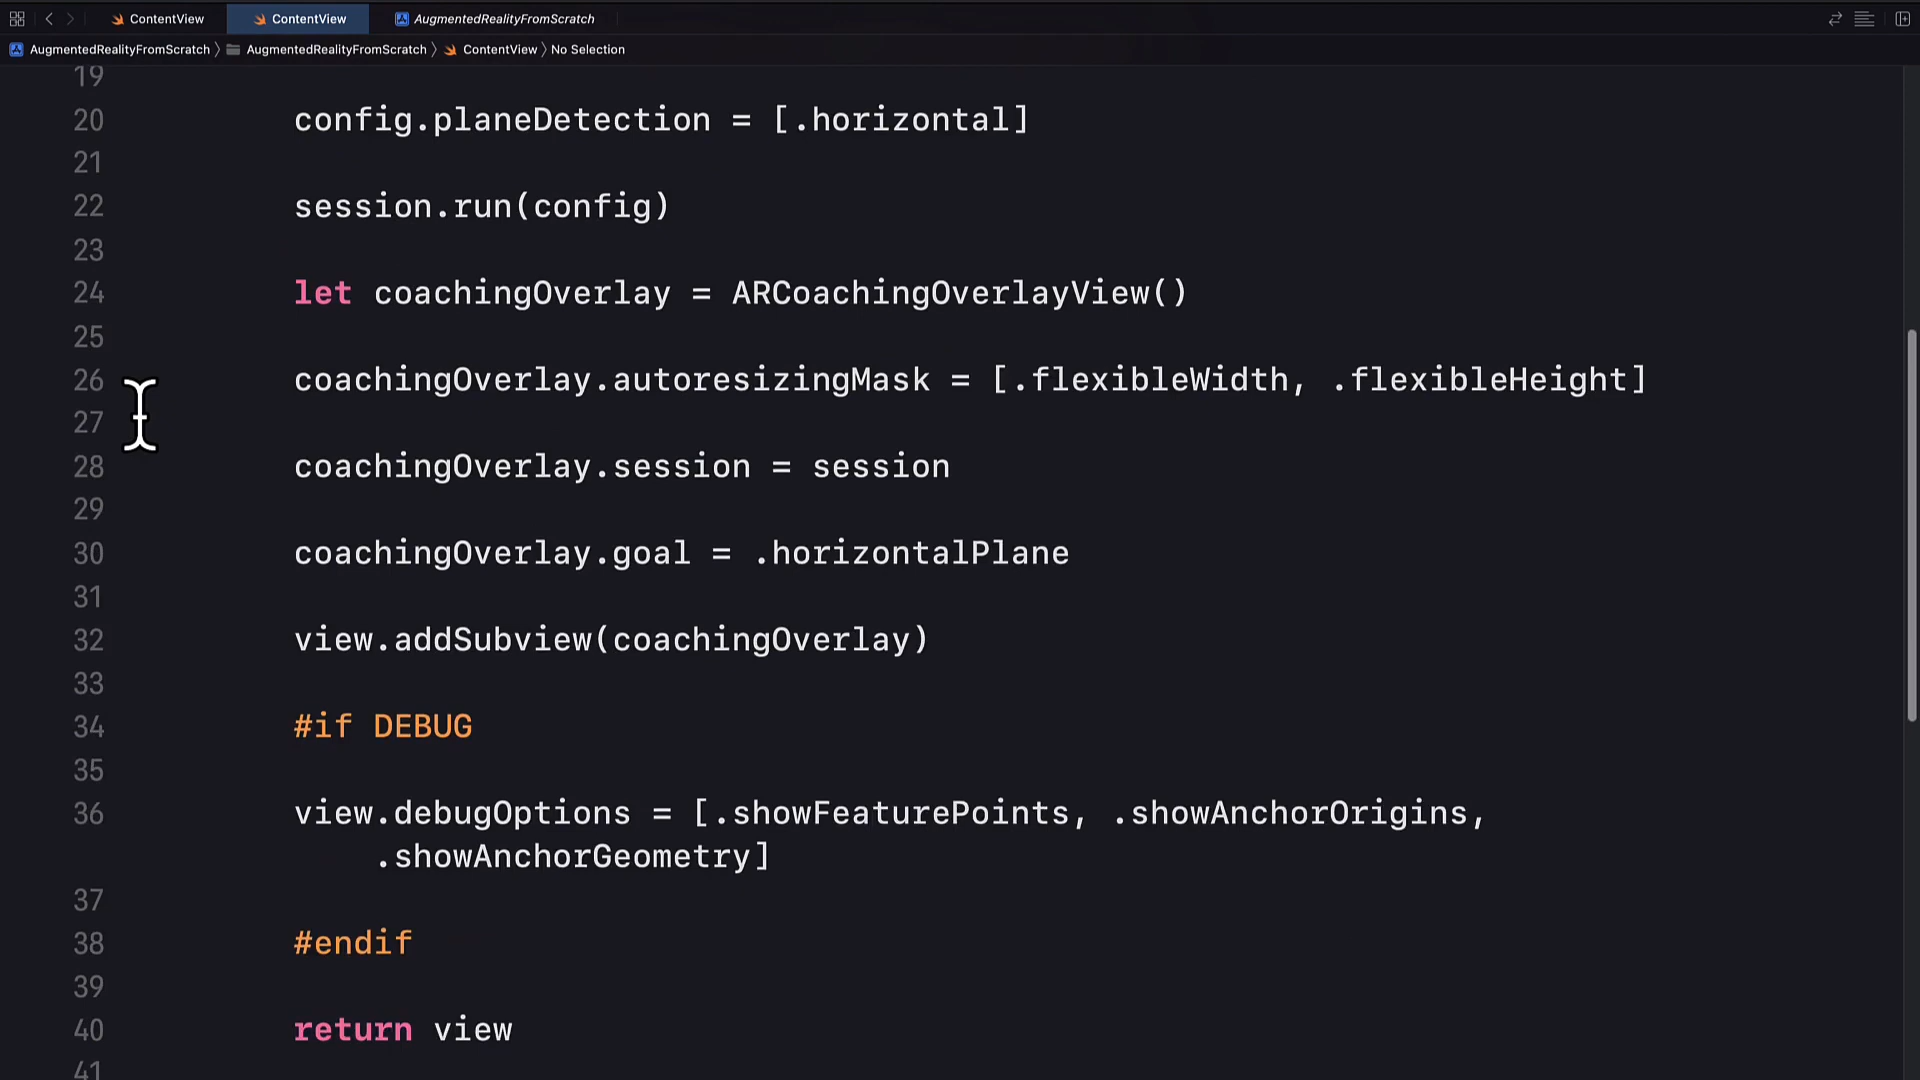 ContentView ContentView AugmentedRealityFromScratch
AugmentedRealityFromScratch AugmentedRealityFromScratch ContentView No Selection
19
20 config.planeDetection = [.horizontal]
21
22 session.run(config)
23
24 let coachingOverlay = ARCoachingOverlayView()
25
26 coachingOverlay.autoresizingMask = [.flexibleWidth, .flexibleHeight]
27
28 coachingOverlay.session = session
29
30 coachingOverlay.goal = .horizontalPlane
31
32 view.addSubview(coachingOverlay)
33
34 #if DEBUG
35
36 view.debugOptions = [.showFeaturePoints, .showAnchorOrigins,
.showAnchorGeometry]
37
38 #endif
39
40 return view
41